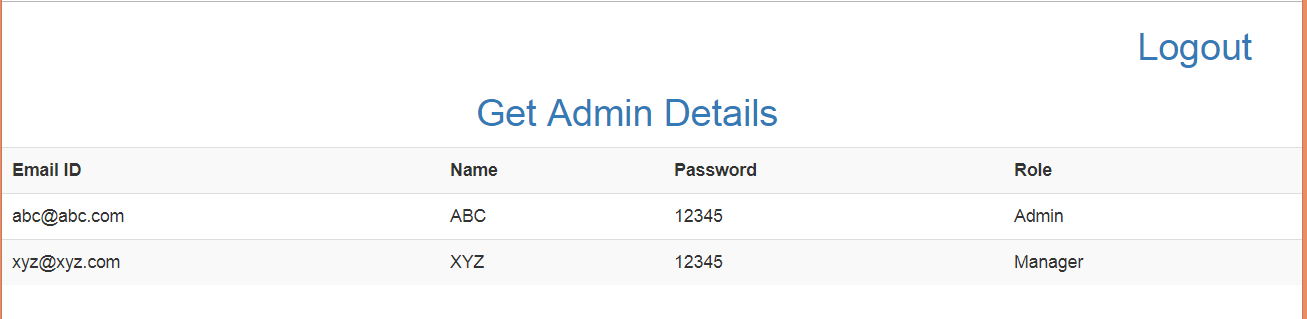 Logout
Get Admin Details
Email ID Name Password Role
abc@abc.com ABC 12345 Admin
xyz@xyz.com XYZ 12345 Manager